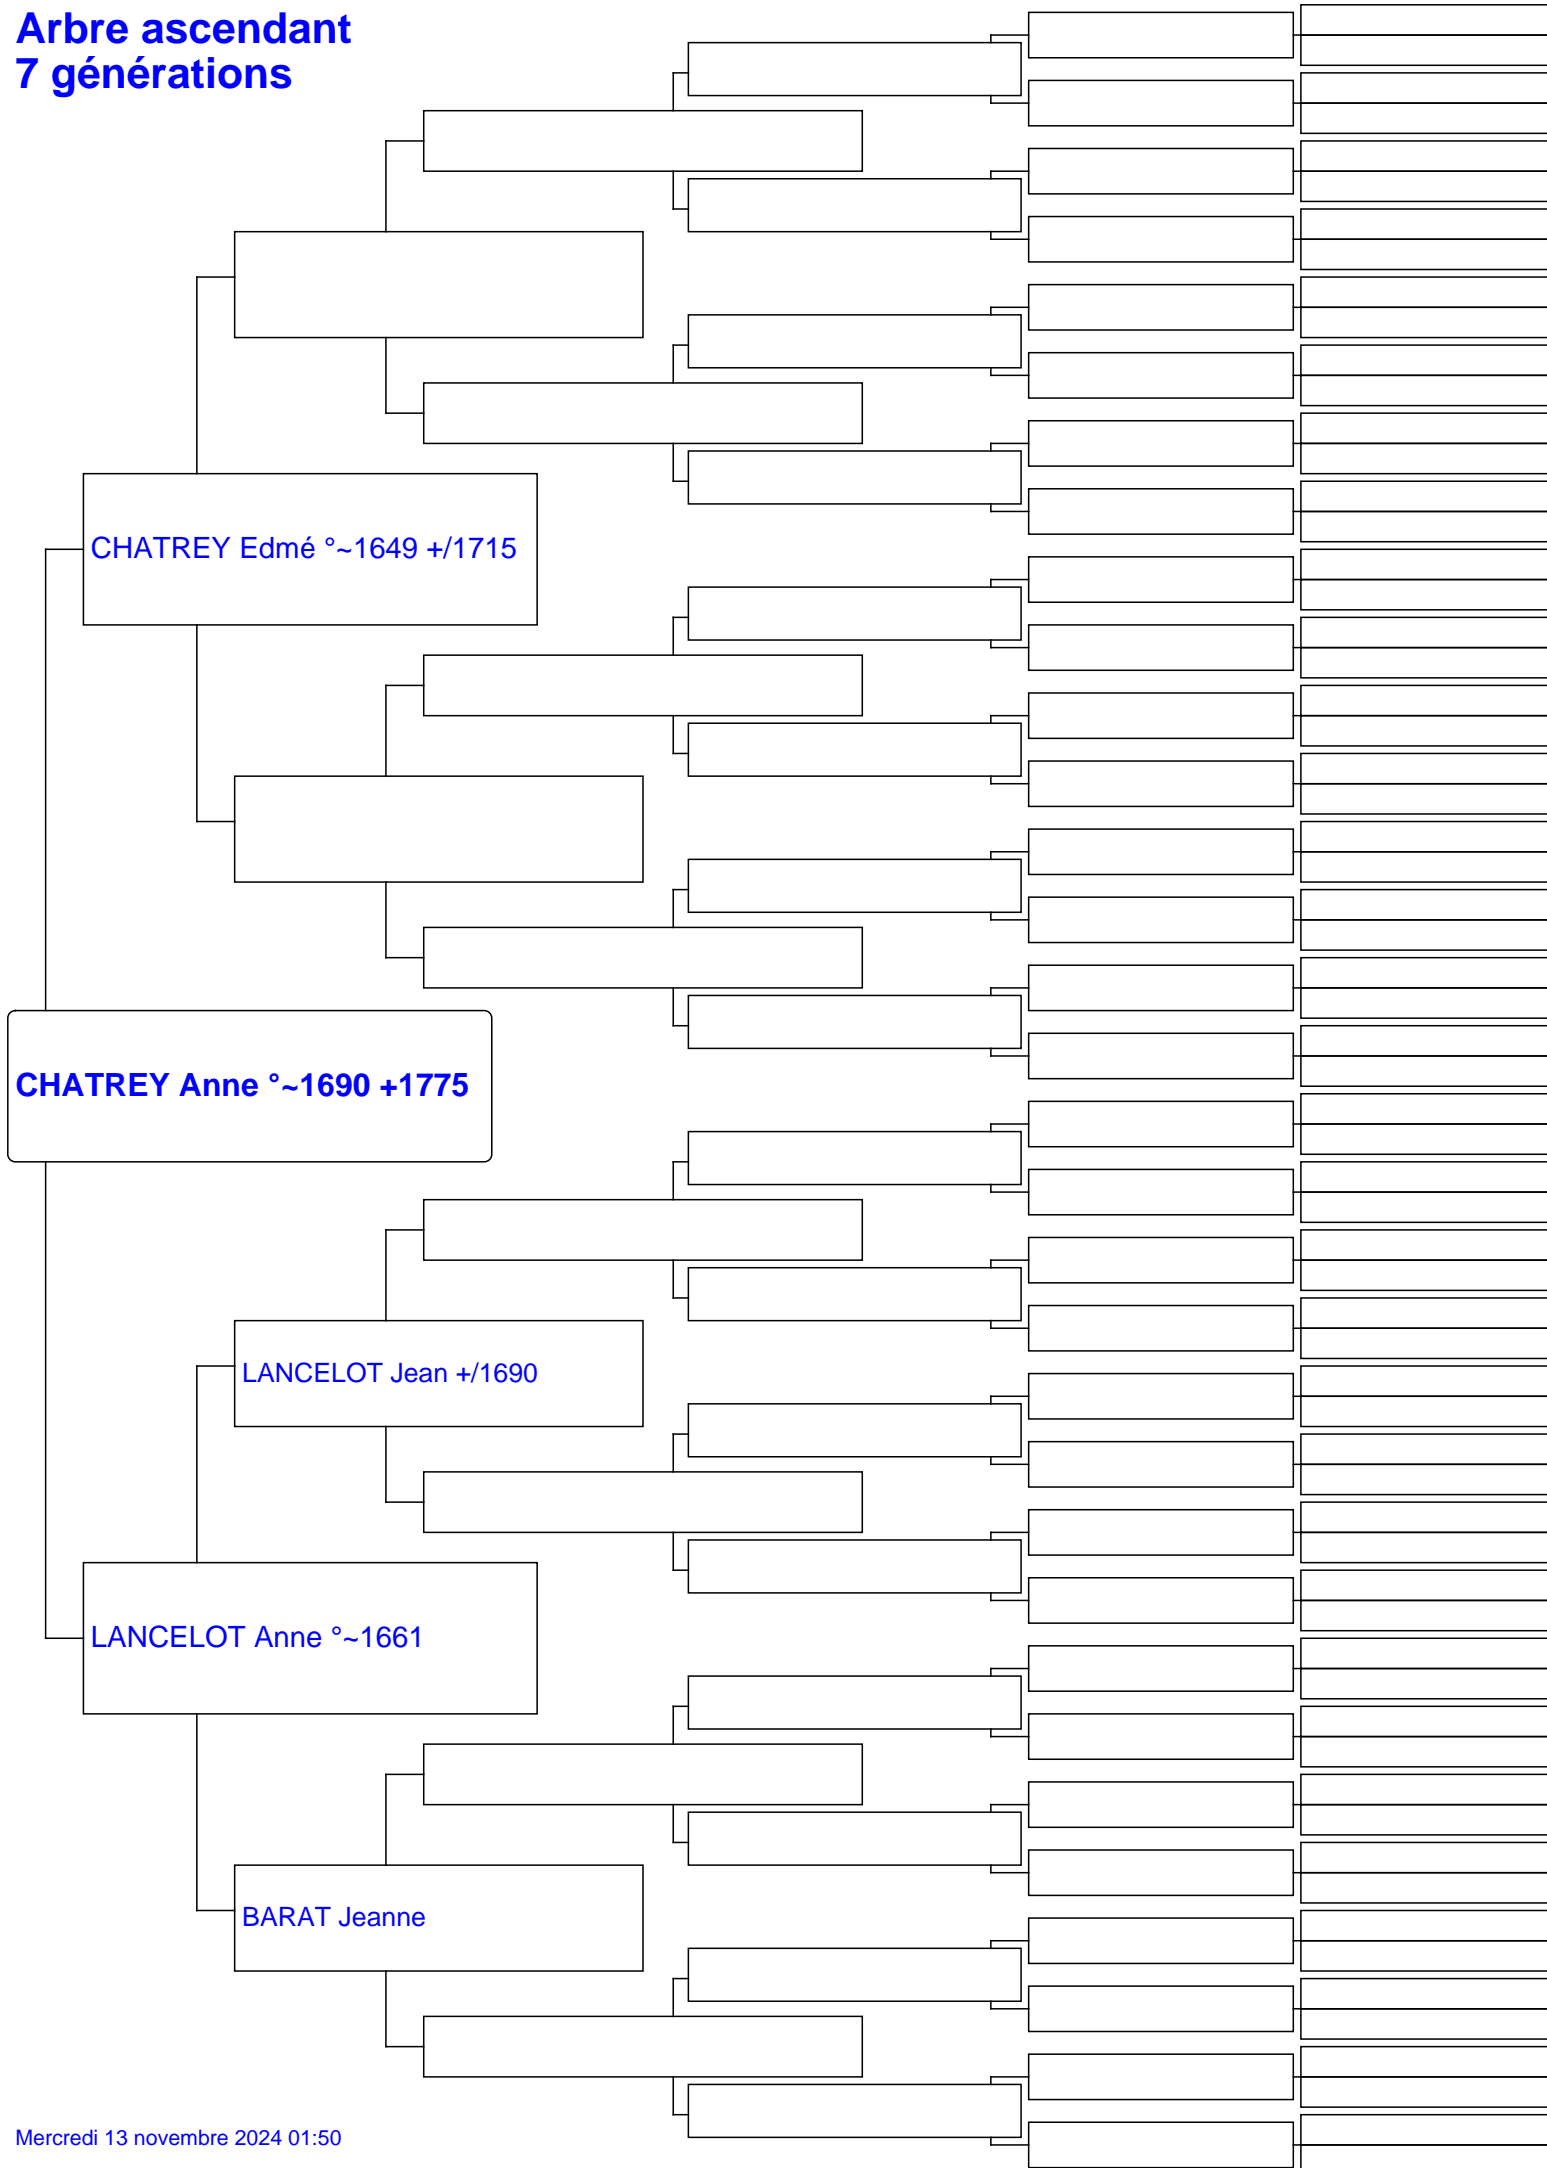 Arbre ascendant
7 générations
CHATREY Edmé °~1649 +/1715
CHATREY Anne °~1690 +1775
LANCELOT Jean +/1690
LANCELOT Anne °~1661
BARAT Jeanne
Mercredi 13 novembre 2024 01:50